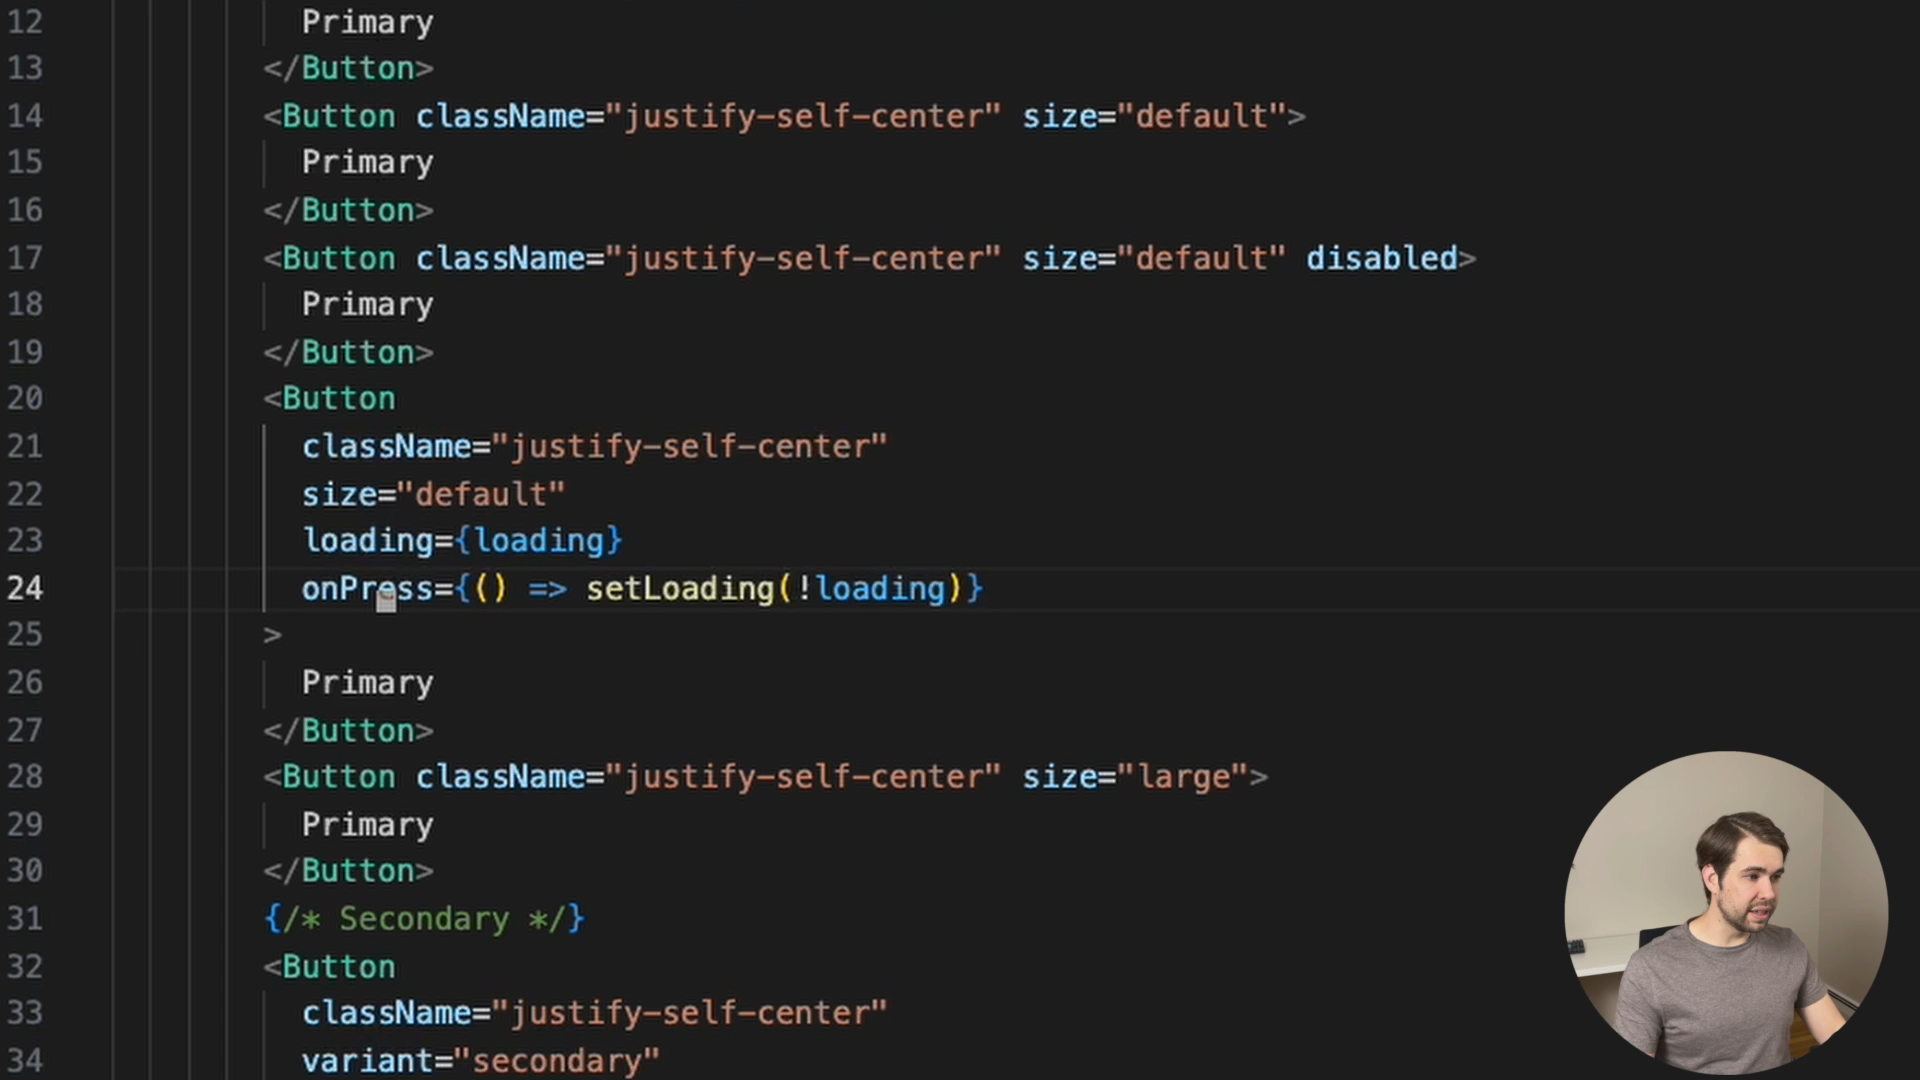 12 Primary
13 </Button>
14 <Button className="justify-self-center" size="default">
15 Primary
16 </Button>
17 <Button className="justify-self-center" size="default" disabled>
18 Primary
19 </Button>
20 <Button
21 className="justify-self-center"
22 size="default"
23 loading={loading}
24 onPress={() => setLoading(!loading)}
25 >
26 Primary
27 </Button>
28 <Button className="justify-self-center" size="large">
29 Primary
30 </Button>
31 {/* Secondary */}
32 <Button
33 className="justify-self-center"
34 variant="secondary"